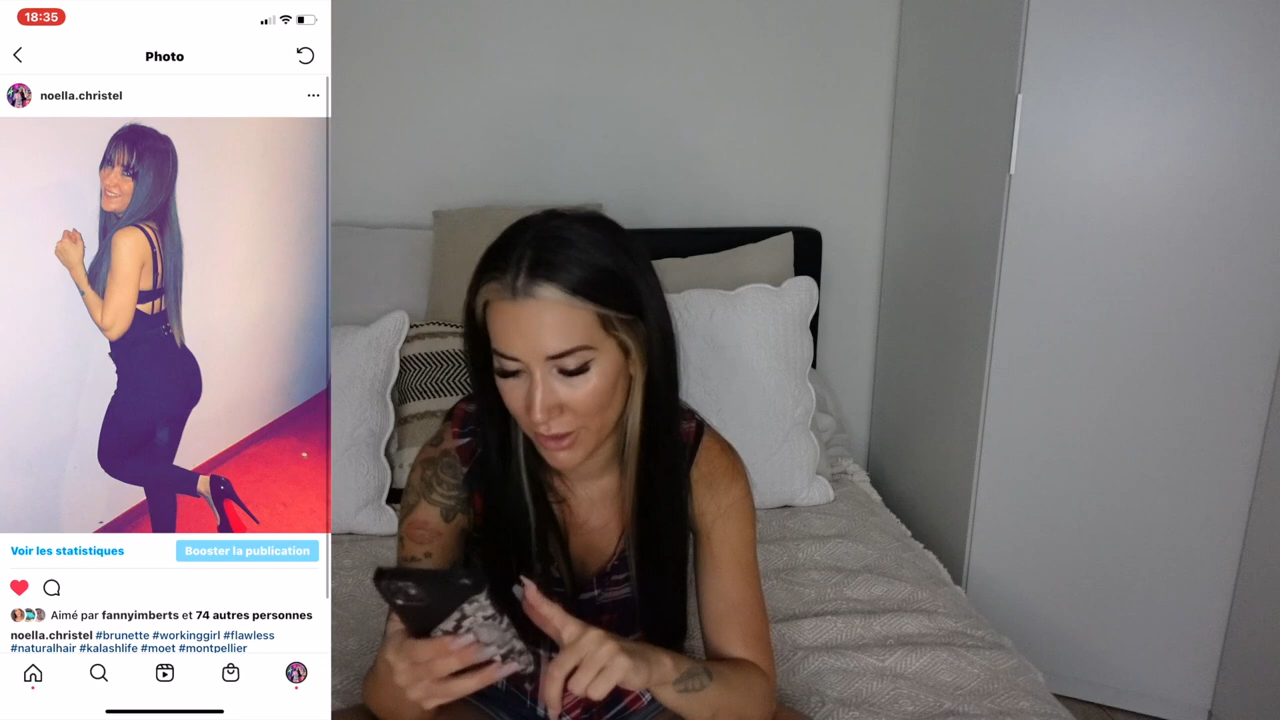 18:35
Photo
noella.christel
Voir les statistiques
Booster la publication
Aimé par fannyimberts et 74 autres personnes
noella.christel #brunette #workinggirl #flawless
#naturalhair #kalashlife #moet #montpellier